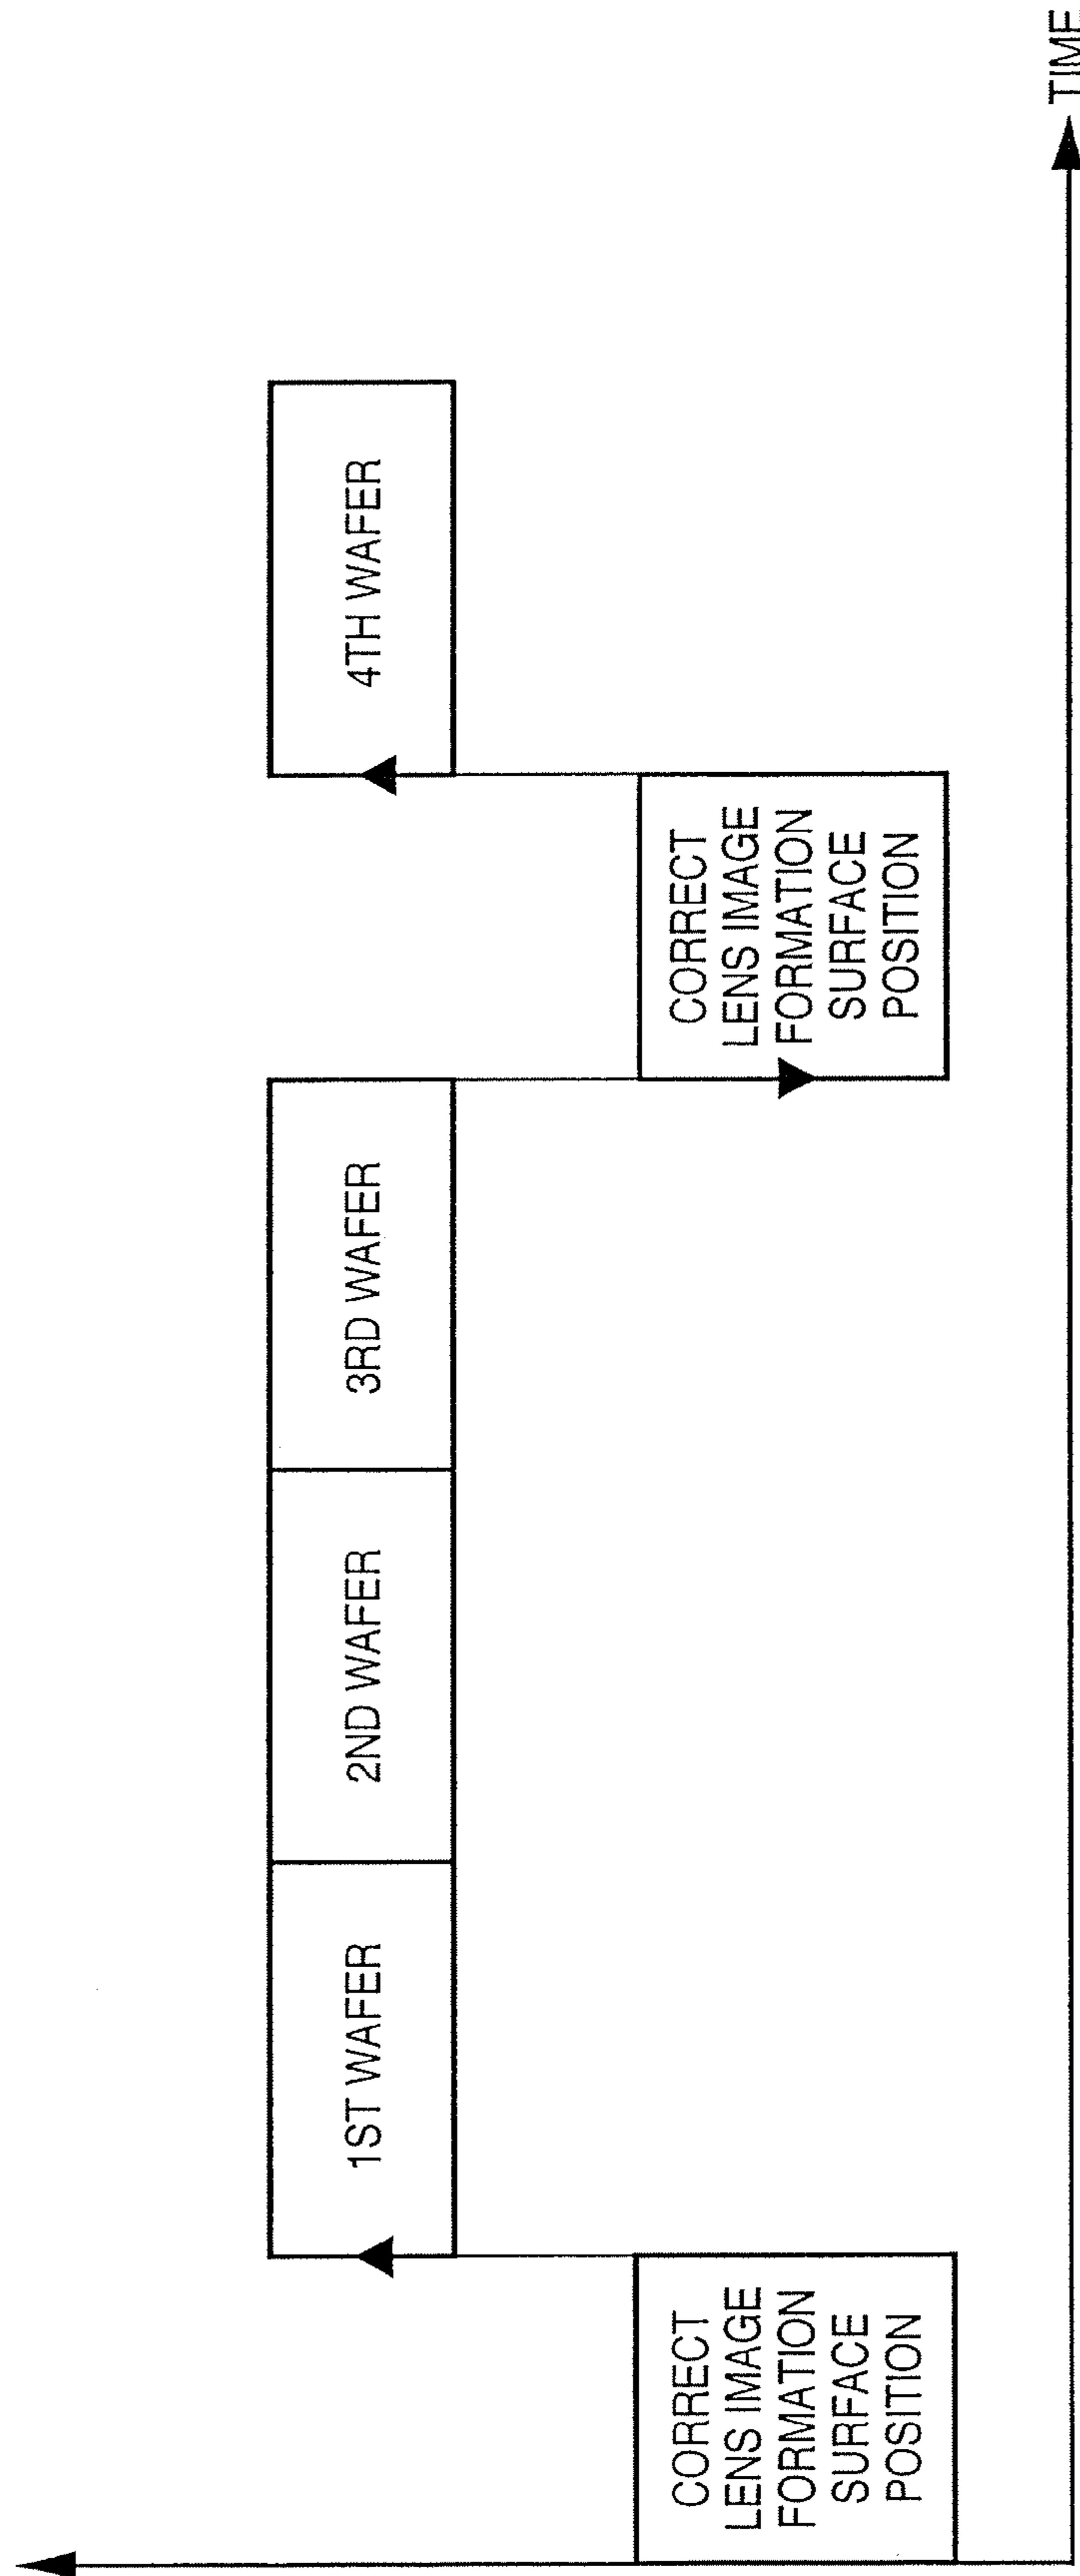 1ST WAFER
2ND WAFER
3RD WAFER
4TH WAFER
CORRECT
LENS IMAGE
FORMATION
SURFACE
POSITION
CORRECT
LENS IMAGE
FORMATION
SURFACE
POSITION
TIME